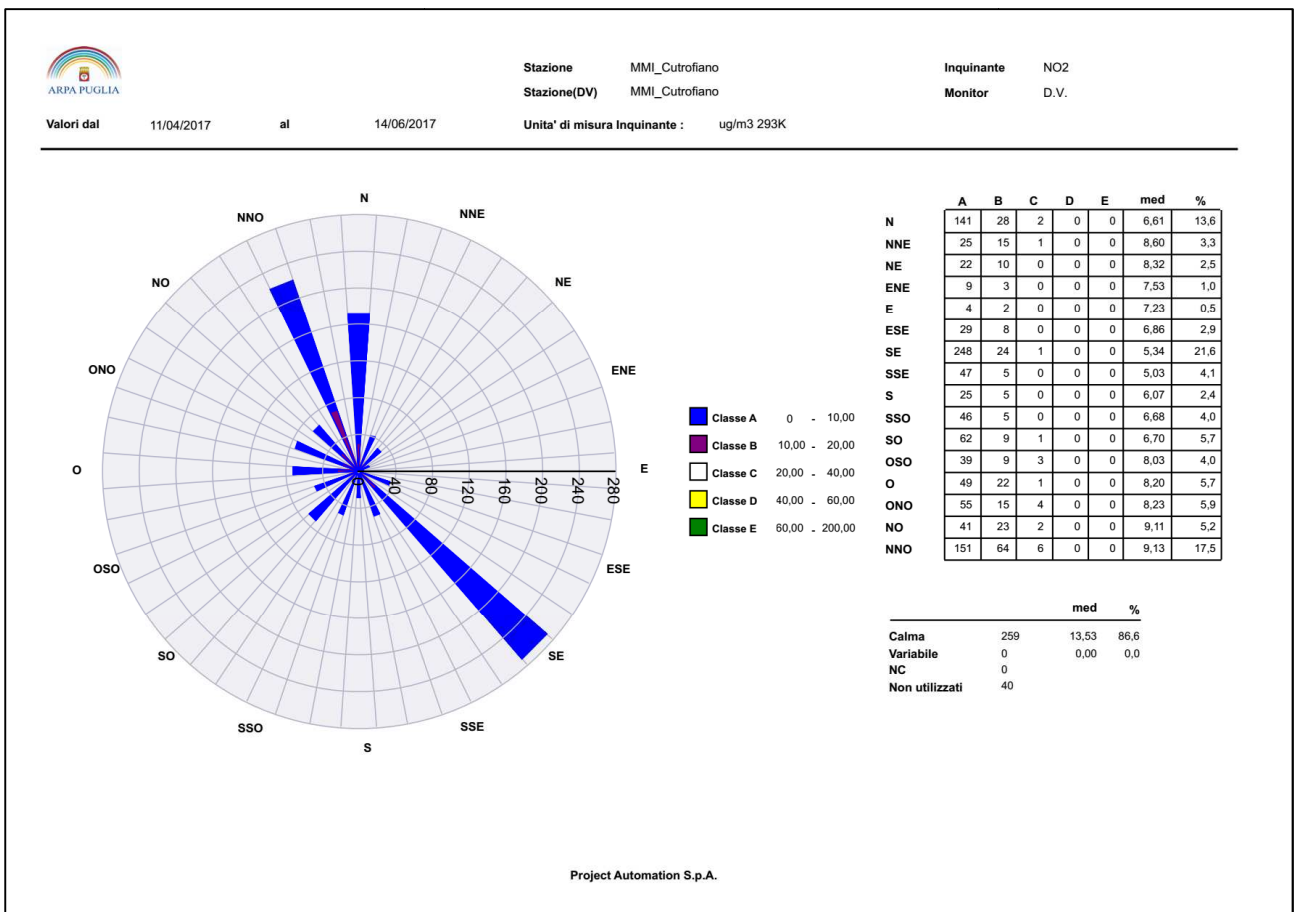 ARPA PUGLIA
Stazione MMI_Cutrofiano Inquinante NO2
Stazione(DV) MMI_Cutrofiano Monitor D.V.
Valori dal 11/04/2017 al 14/06/2017 Unita' di misura Inquinante : ug/m3 293K
N
NNE
NE
ENE
E
ESE
SE
SSE
S
SSO
SO
OSO
O
ONO
NO
NNO
0 40 80 120 160 200 240 280
Classe A 0 - 10,00
Classe B 10,00 - 20,00
Classe C 20,00 - 40,00
Classe D 40,00 - 60,00
Classe E 60,00 - 200,00
A B C D E med %
N 141 28 2 0 0 6,61 13,6
NNE 25 15 1 0 0 8,60 3,3
NE 22 10 0 0 0 8,32 2,5
ENE 9 3 0 0 0 7,53 1,0
E 4 2 0 0 0 7,23 0,5
ESE 29 8 0 0 0 6,86 2,9
SE 248 24 1 0 0 5,34 21,6
SSE 47 5 0 0 0 5,03 4,1
S 25 5 0 0 0 6,07 2,4
SSO 46 5 0 0 0 6,68 4,0
SO 62 9 1 0 0 6,70 5,7
OSO 39 9 3 0 0 8,03 4,0
O 49 22 1 0 0 8,20 5,7
ONO 55 15 4 0 0 8,23 5,9
NO 41 23 2 0 0 9,11 5,2
NNO 151 64 6 0 0 9,13 17,5
med %
Calma 259 13,53 86,6
Variabile 0 0,00 0,0
NC 0
Non utilizzati 40
Project Automation S.p.A.